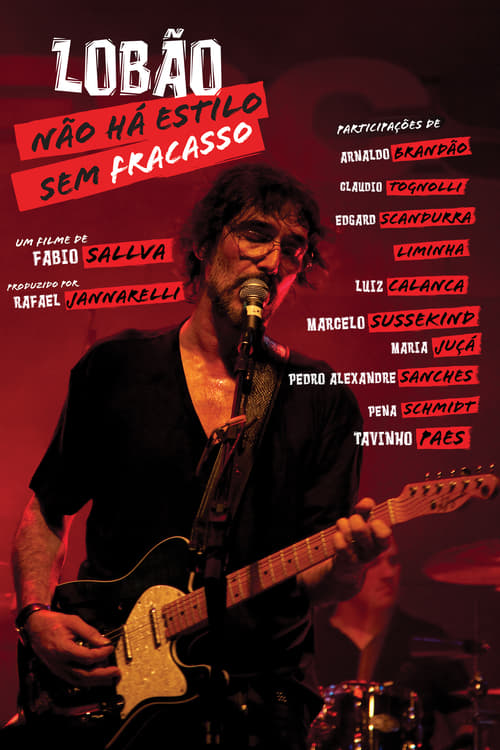 LOBÃO
NÃO HÁ ESTILO
SEM FRACASSO
UM FILME DE
FABIO SALLVA
PRODUZIDO POR
RAFAEL JANNARELLI
PARTICIPAÇÕES DE
ARNALDO BRANDÃO
CLAUDIO TOGNOLLI
EDGARD SCANDURRA
LIMINHA
LUIZ CALANCA
MARCELO SUSSEKIND
MARIA JUÇÁ
PEDRO ALEXANDRE SANCHES
PENA SCHMIDT
TAVINHO PAES